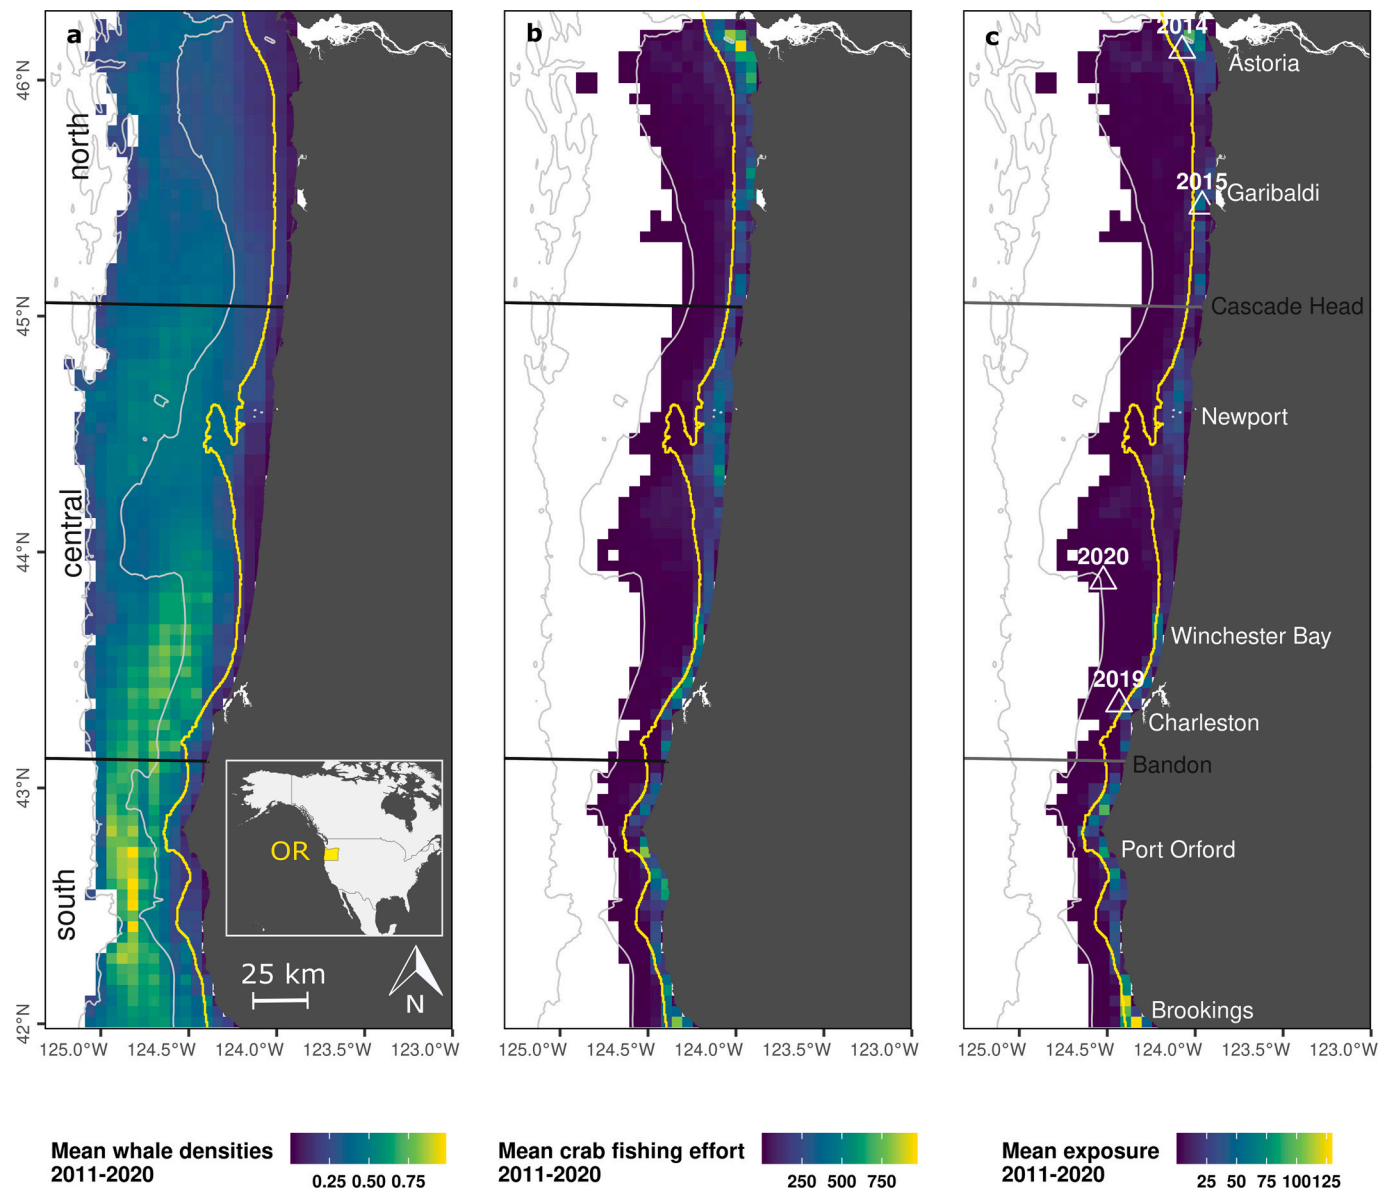 a
b
c
2014
Astoria
2015
Garibaldi
Cascade Head
Newport
2020
Winchester Bay
2019
Charleston
Bandon
Port Orford
Brookings
north
central
south
46°N
45°N
44°N
43°N
42°N
OR
25 km
N
125.0°W 124.5°W 124.0°W 123.5°W 123.0°W
125.0°W 124.5°W 124.0°W 123.5°W 123.0°W
125.0°W 124.5°W 124.0°W 123.5°W 123.0°W
Mean whale densities
2011-2020
0.25 0.50 0.75
Mean crab fishing effort
2011-2020
250 500 750
Mean exposure
2011-2020
25 50 75 100 125